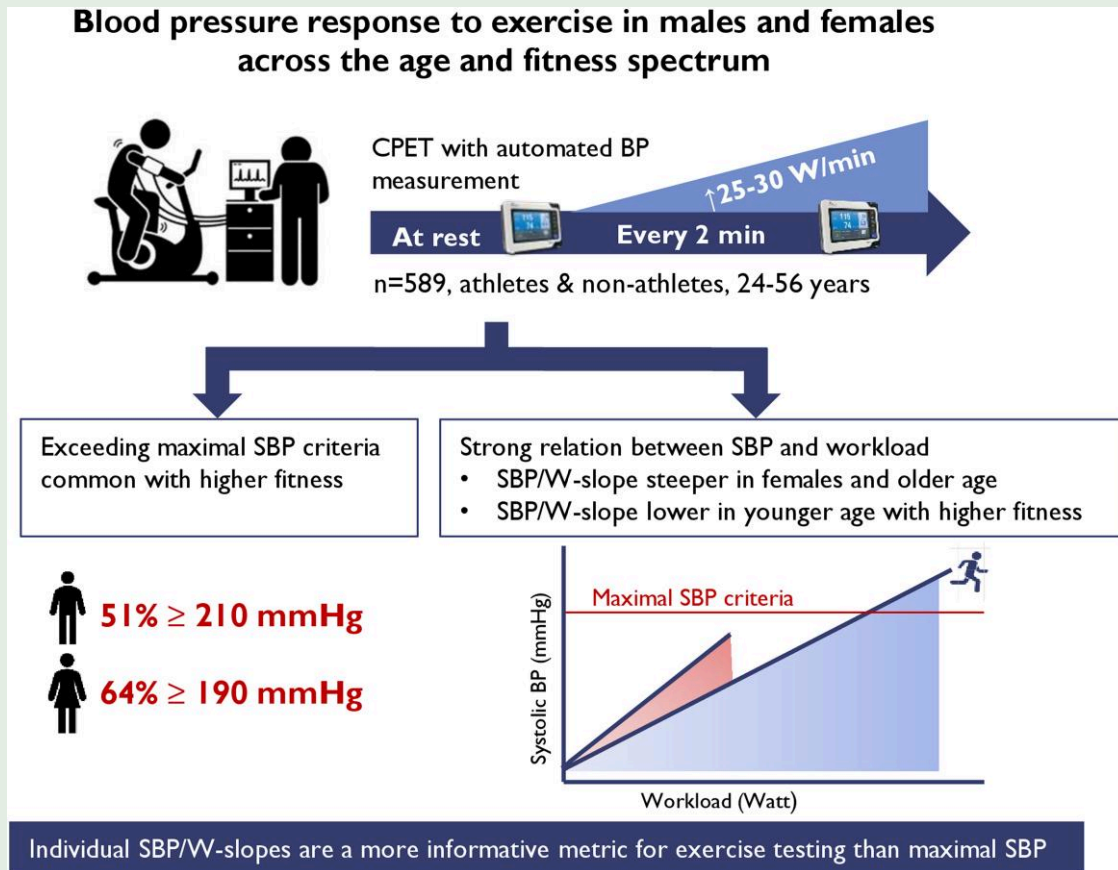 Blood pressure response to exercise in males and females
across the age and fitness spectrum
CPET with automated BP
measurement
↑25-30 W/min
At rest
115
74
Every 2 min
115
74
n=589, athletes & non-athletes, 24-56 years
Exceeding maximal SBP criteria
common with higher fitness
Strong relation between SBP and workload
• SBP/W-slope steeper in females and older age
• SBP/W-slope lower in younger age with higher fitness
51% ≥ 210 mmHg
64% ≥ 190 mmHg
Maximal SBP criteria
Systolic BP (mmHg)
Workload (Watt)
Individual SBP/W-slopes are a more informative metric for exercise testing than maximal SBP